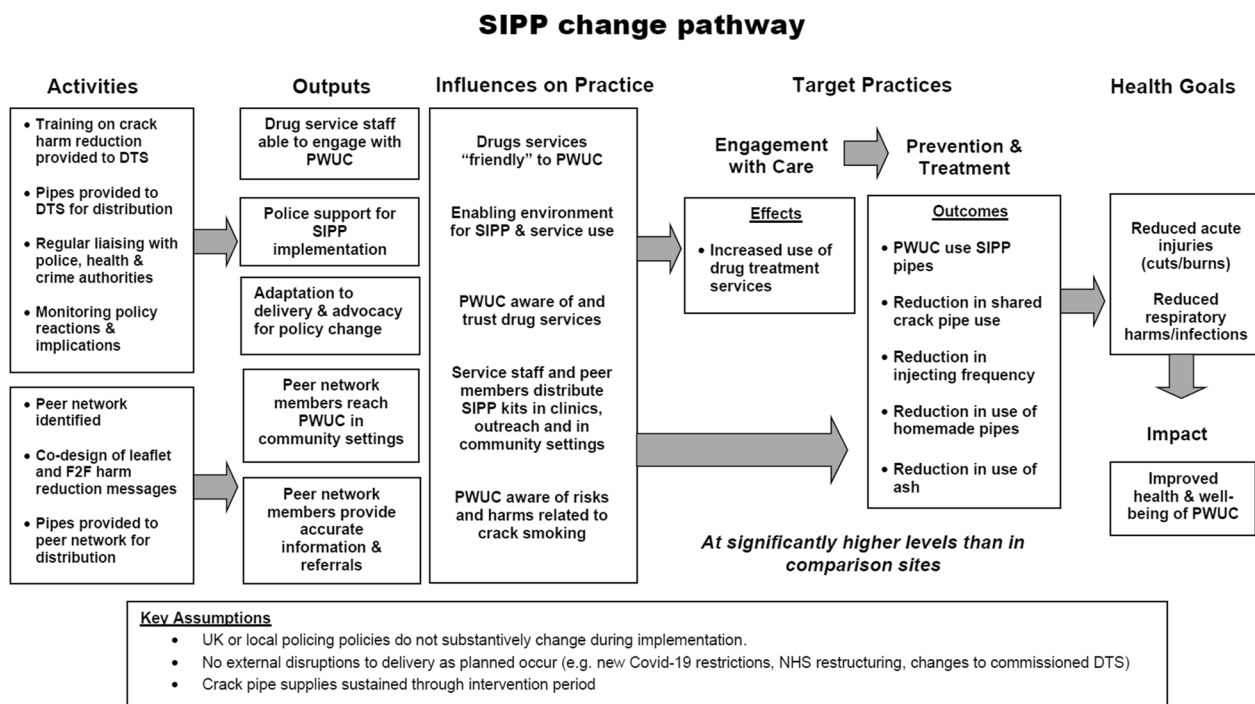 SIPP change pathway
Activities
• Training on crack
harm reduction
provided to DTS
• Pipes provided to
DTS for distribution
• Regular liaising with
police, health &
crime authorities
• Monitoring policy
reactions &
implications
• Peer network
identified
• Co-design of leaflet
and F2F harm
reduction messages
• Pipes provided to
peer network for
distribution
Outputs
Drug service staff
able to engage with
PWUC
Police support for
SIPP
implementation
Adaptation to
delivery & advocacy
for policy change
Peer network
members reach
PWUC in
community settings
Peer network
members provide
accurate
information &
referrals
Influences on Practice
Drugs services
“friendly” to PWUC
Enabling environment
for SIPP & service use
PWUC aware of and
trust drug services
Service staff and peer
members distribute
SIPP kits in clinics,
outreach and in
community settings
PWUC aware of risks
and harms related to
crack smoking
Target Practices
Engagement
with Care
Effects
• Increased use of
drug treatment
services
Prevention &
Treatment
Outcomes
• PWUC use SIPP
pipes
• Reduction in shared
crack pipe use
• Reduction in
injecting frequency
• Reduction in use of
homemade pipes
• Reduction in use of
ash
At significantly higher levels than in
comparison sites
Health Goals
Reduced acute
injuries
(cuts/burns)
Reduced
respiratory
harms/infections
Impact
Improved
health & well-
being of PWUC
Key Assumptions
• UK or local policing policies do not substantively change during implementation.
• No external disruptions to delivery as planned occur (e.g. new Covid-19 restrictions, NHS restructuring, changes to commissioned DTS)
• Crack pipe supplies sustained through intervention period